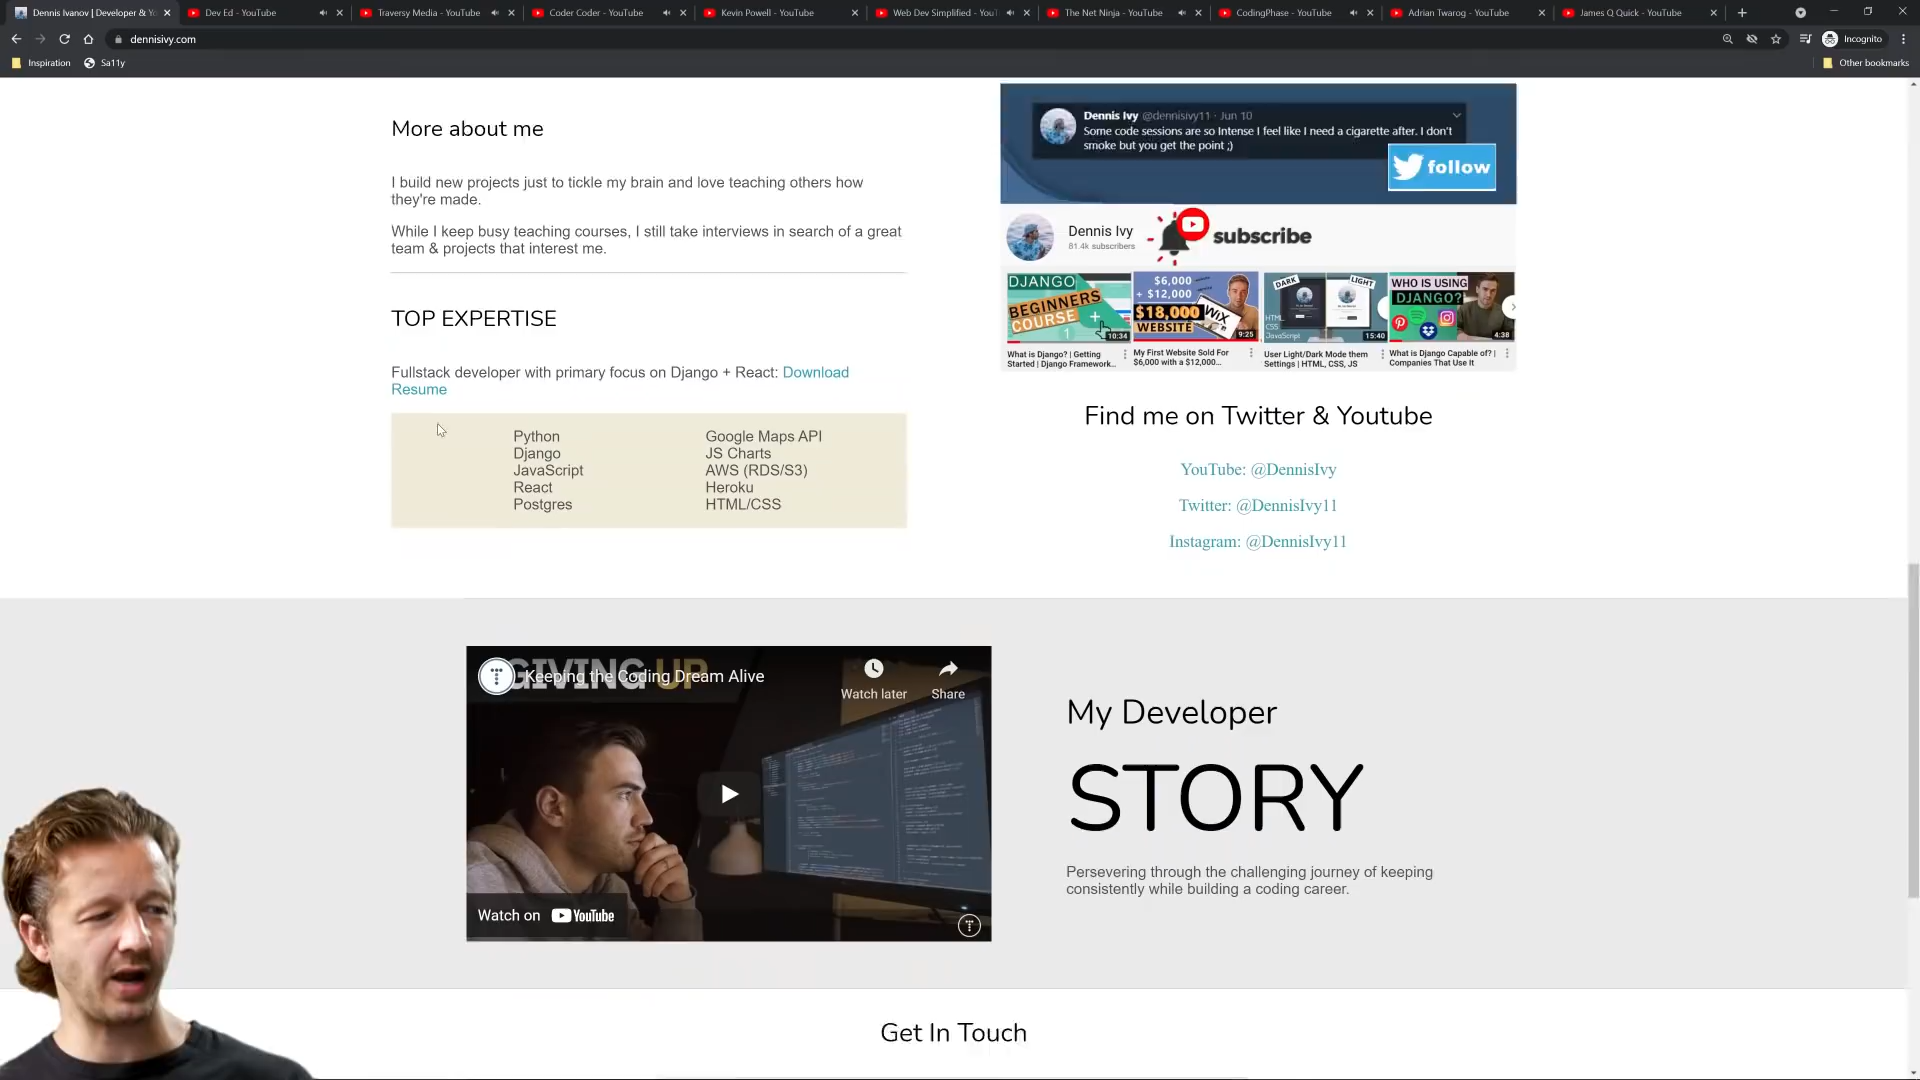 Dennis Ivanov | Developer & Yo
Dev Ed - YouTube
Traversy Media - YouTube
Coder Coder - YouTube
Kevin Powell - YouTube
Web Dev Simplified - YouT
The Net Ninja - YouTube
CodingPhase - YouTube
Adrian Twarog - YouTube
James Q Quick - YouTube
dennisivy.com
Incognito
Inspiration
Sa11y
Other bookmarks
More about me
I build new projects just to tickle my brain and love teaching others how
they're made.
While I keep busy teaching courses, I still take interviews in search of a great
team & projects that interest me.
TOP EXPERTISE
Fullstack developer with primary focus on Django + React: Download
Resume
Python
Django
JavaScript
React
Postgres
Google Maps API
JS Charts
AWS (RDS/S3)
Heroku
HTML/CSS
Dennis Ivy @dennisivy11 · Jun 10
Some code sessions are so Intense I feel like I need a cigarette after. I don't
smoke but you get the point ;)
follow
Dennis Ivy
81.4k subscribers
subscribe
DJANGO
BEGINNERS
COURSE
1
10:34
$6,000
+ $12,000
$18,000
WEBSITE
WIX
9:25
DARK
LIGHT
HTML
CSS
JavaScript
15:40
WHO IS USING
DJANGO?
4:38
What is Django? | Getting
Started | Django Framework...
My First Website Sold For
$6,000 with a $12,000...
User Light/Dark Mode them
Settings | HTML, CSS, JS
What is Django Capable of? |
Companies That Use It
Find me on Twitter & Youtube
YouTube: @DennisIvy
Twitter: @DennisIvy11
Instagram: @DennisIvy11
GIVING UP
Keeping the Coding Dream Alive
Watch later
Share
Watch on YouTube
My Developer
STORY
Persevering through the challenging journey of keeping
consistently while building a coding career.
Get In Touch